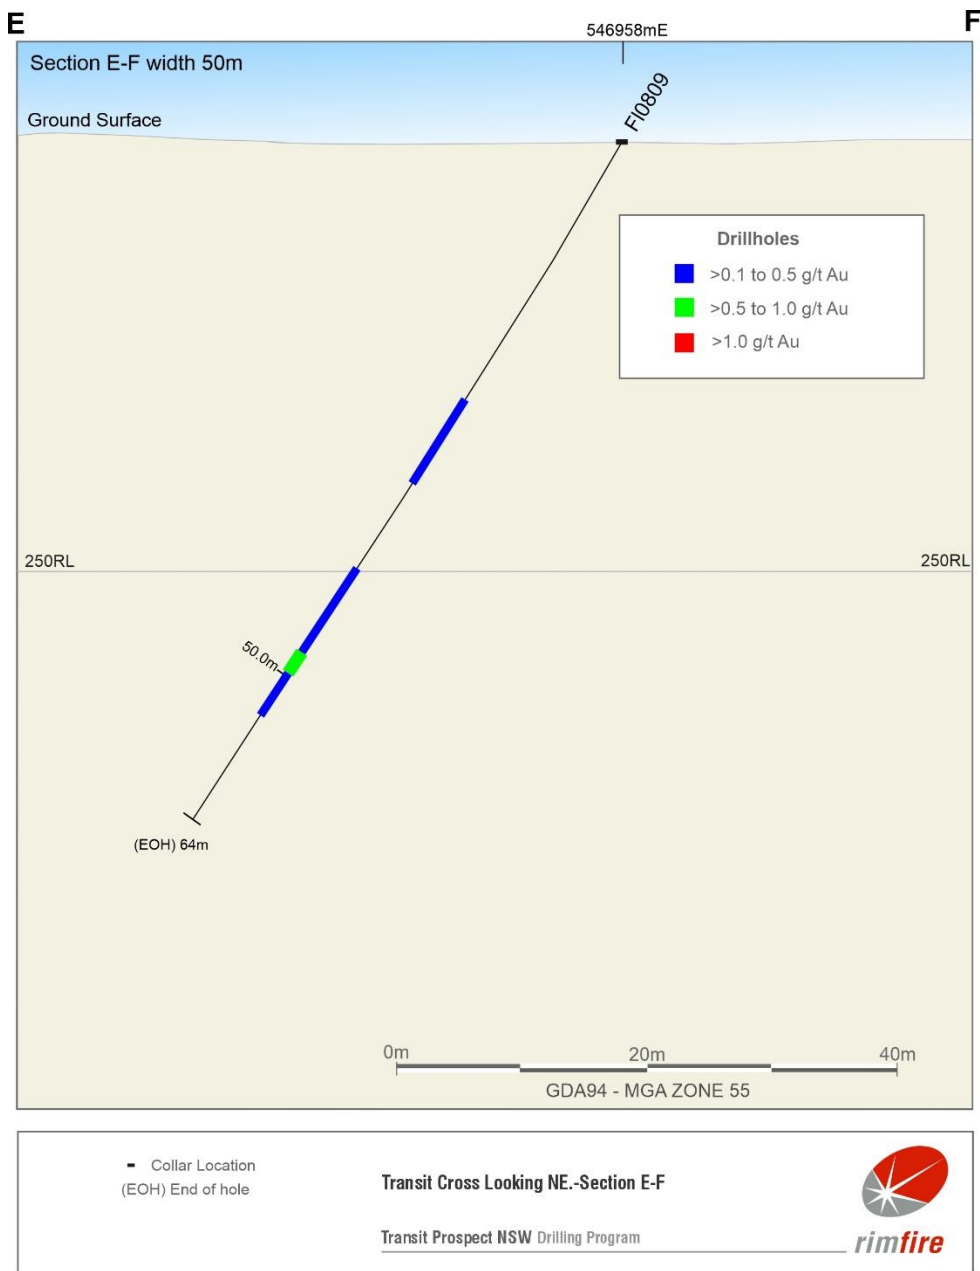 E
F
546958mE
Section E-F width 50m
FI0809
Ground Surface
Drillholes
>0.1 to 0.5 g/t Au
>0.5 to 1.0 g/t Au
>1.0 g/t Au
250RL
250RL
50.0m
(EOH) 64m
0m 20m 40m
GDA94 - MGA ZONE 55
Collar Location
(EOH) End of hole
Transit Cross Looking NE.-Section E-F
Transit Prospect NSW Drilling Program
rimfire